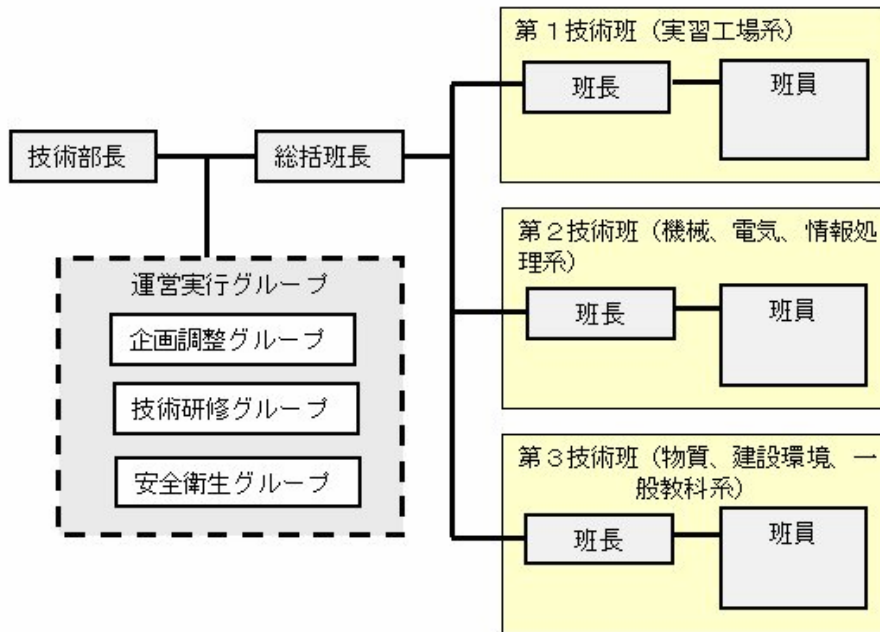 技術部長
総括班長
運営実行グループ
企画調整グループ
技術研修グループ
安全衛生グループ
第１技術班（実習工場系）
班長
班員
第２技術班（機械、電気、情報処
理系）
班長
班員
第３技術班（物質、建設環境、一
般教科系）
班長
班員